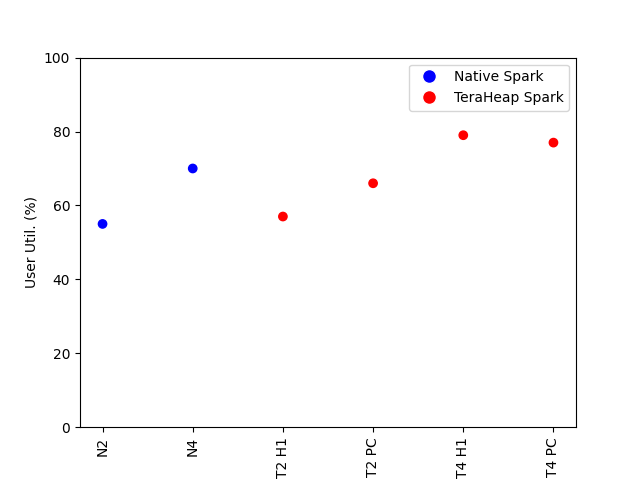 Native Spark
TeraHeap Spark
User Util. (%)
100
80
60
40
20
0
N2
N4
T2 H1
T2 PC
T4 H1
T4 PC